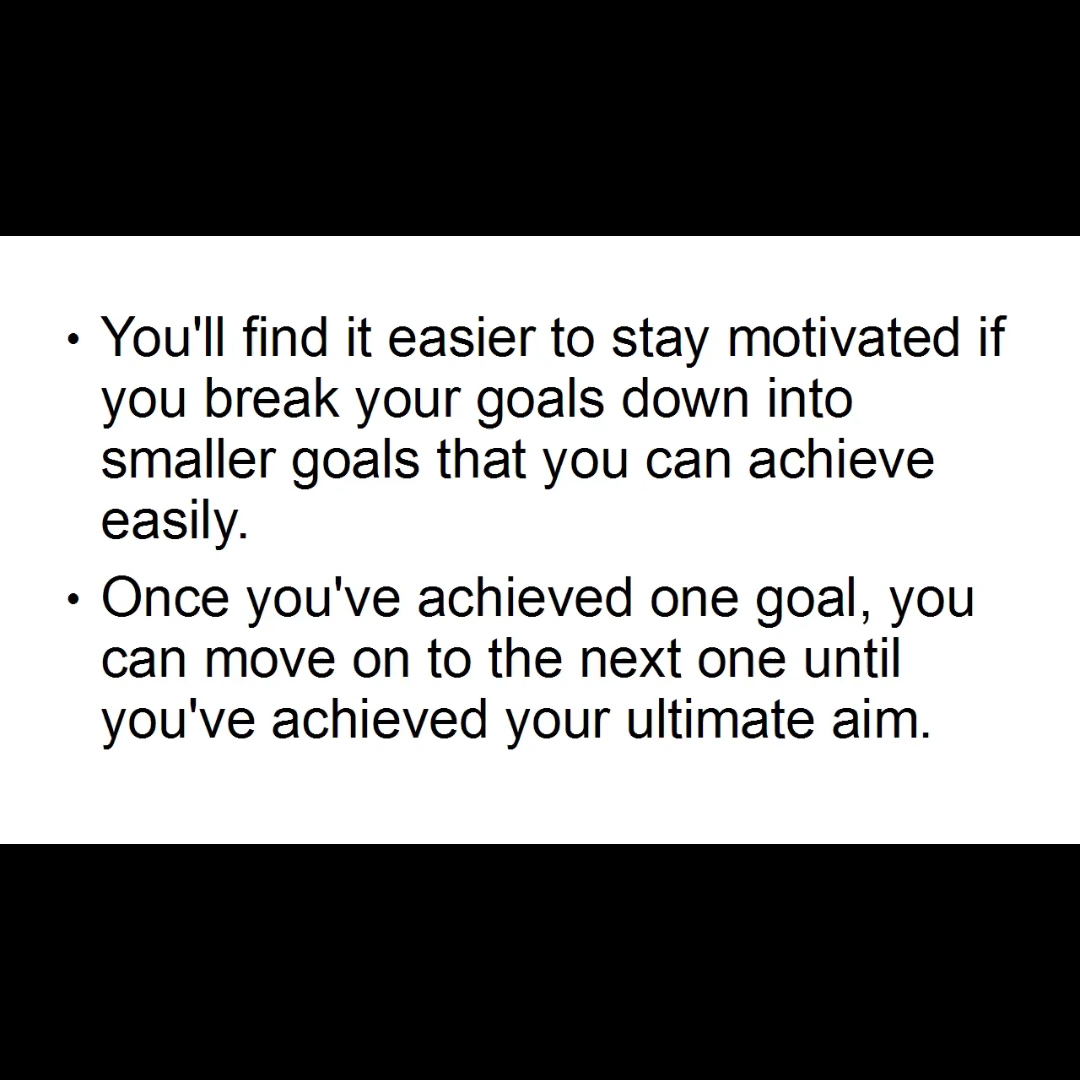 • You'll find it easier to stay motivated if
you break your goals down into
smaller goals that you can achieve
easily.
• Once you've achieved one goal, you
can move on to the next one until
you've achieved your ultimate aim.